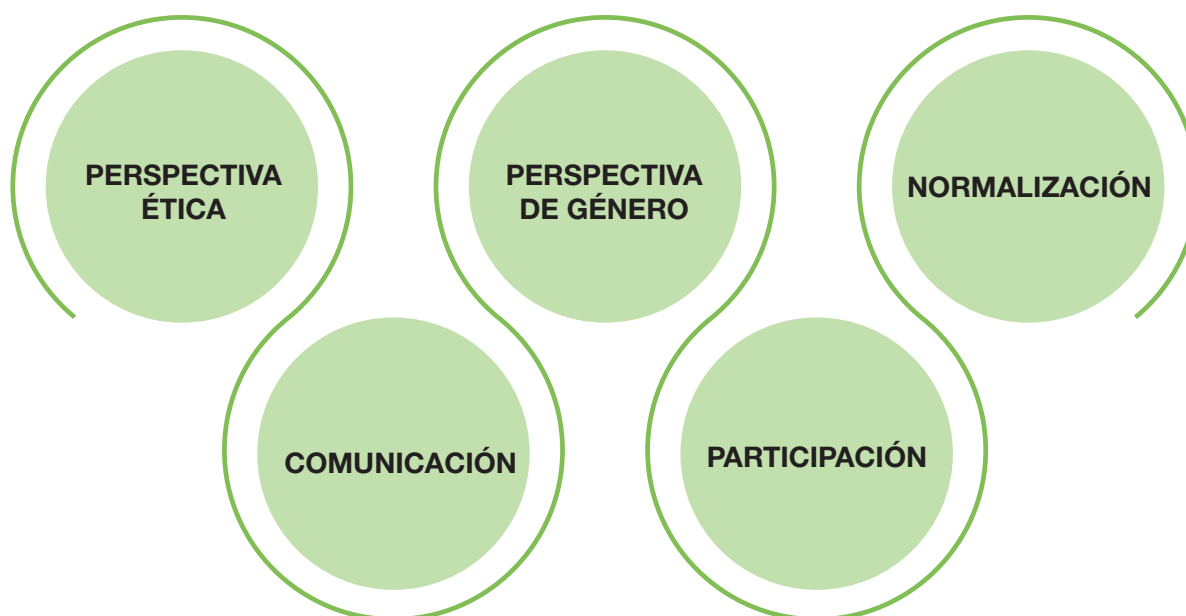 PERSPECTIVA
ÉTICA
PERSPECTIVA
DE GÉNERO
NORMALIZACIÓN
COMUNICACIÓN
PARTICIPACIÓN